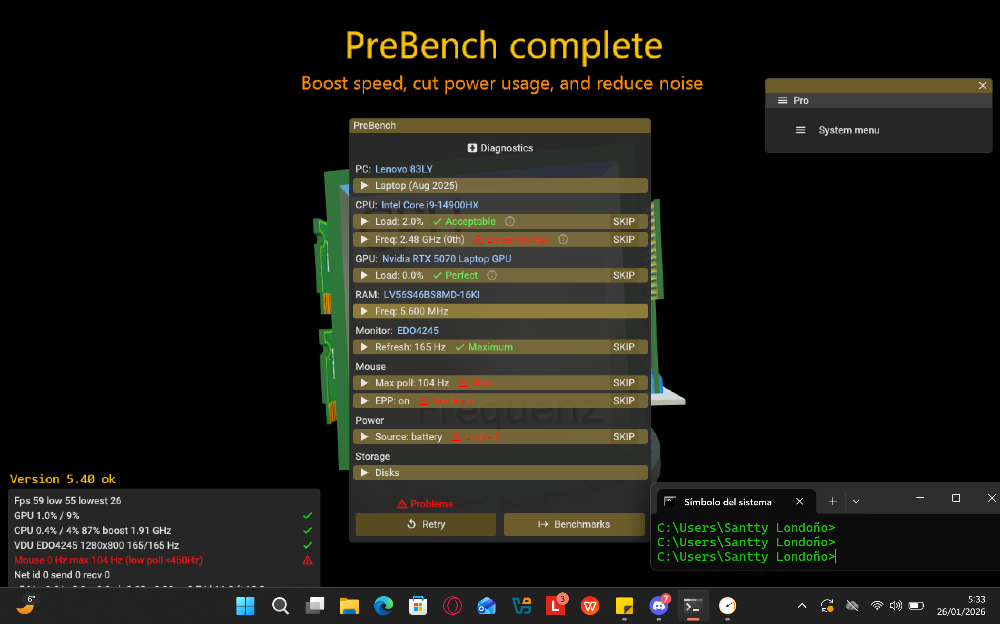 PreBench complete
Boost speed, cut power usage, and reduce noise
Pro
System menu
PreBench
Diagnostics
PC: Lenovo 83LY
Laptop (Aug 2025)
CPU: Intel Core i9-14900HX
Load: 2.0% Acceptable SKIP
Freq: 2.48 GHz (0th) Extremely low SKIP
GPU: Nvidia RTX 5070 Laptop GPU
Load: 0.0% Perfect SKIP
RAM: LV56S46BS8MD-16KI
Freq: 5.600 MHz
Monitor: EDO4245
Refresh: 165 Hz Maximum SKIP
Mouse
Max poll: 104 Hz Slow SKIP
EPP: on Nonlinear SKIP
Power
Source: battery Limited SKIP
Storage
Disks
Problems
Retry Benchmarks
CPU
Frequenz
Version 5.40 ok
Fps 59 low 55 lowest 26
GPU 1.0% / 9%
CPU 0.4% / 4% 87% boost 1.91 GHz
VDU EDO4245 1280x800 165/165 Hz
Mouse 0 Hz max 104 Hz (low poll <450Hz)
Net id 0 send 0 recv 0
Símbolo del sistema
C:\Users\Santty Londoño>
C:\Users\Santty Londoño>
C:\Users\Santty Londoño>
6°
L 3
7
5:33
26/01/2026